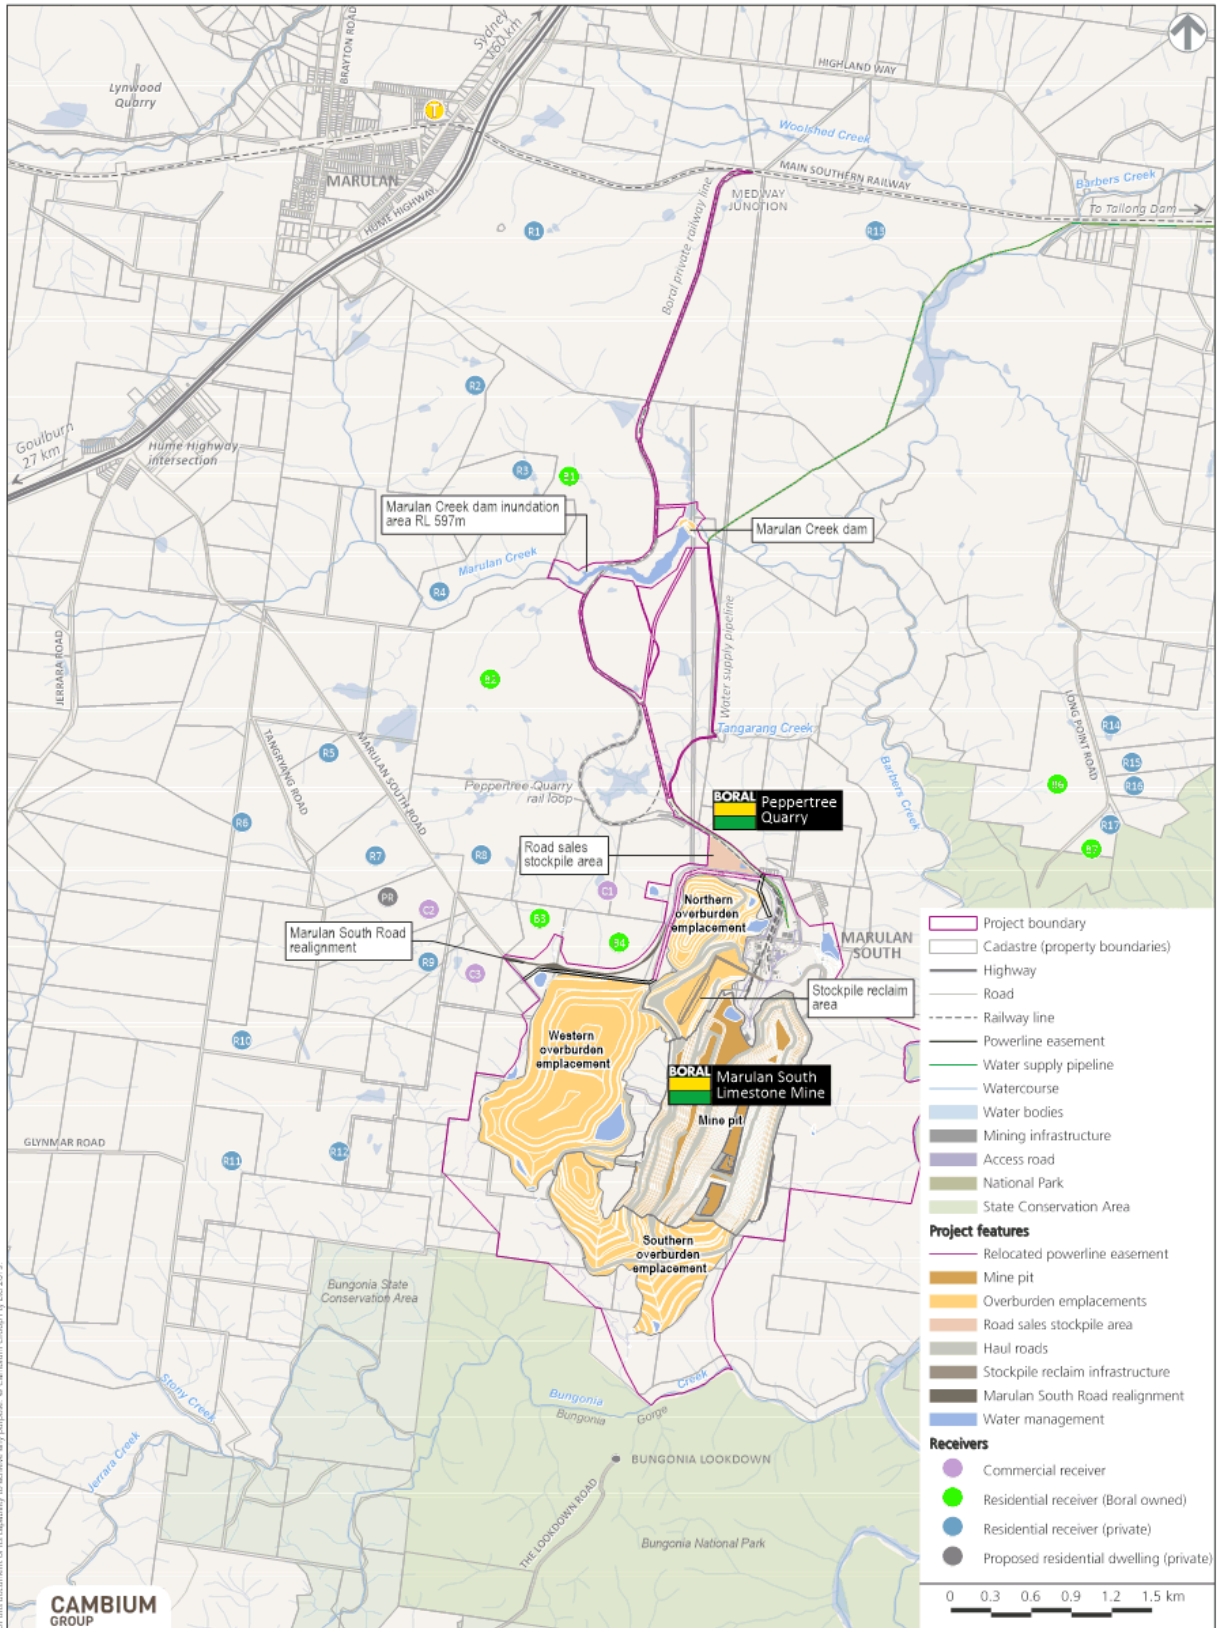 Sydney
160 km
BRAYTON ROAD
HIGHLAND WAY
Lynwood
Quarry
T
Woolshed Creek
MARULAN
MAIN SOUTHERN RAILWAY
Barbers Creek
MEDWAY
JUNCTION
To Tallong Dam
HUME HIGHWAY
R1
R13
Boral private railway line
R2
Goulburn
27 km
Hume Highway
intersection
R3
B1
Marulan Creek dam inundation
area RL 597m
Marulan Creek dam
Marulan Creek
R4
Water supply pipeline
JERRARA ROAD
B2
LONG POINT ROAD
TANGRYANG ROAD
MARULAN SOUTH ROAD
Tangarang Creek
R14
R5
Barbers Creek
R15
Peppertree Quarry
rail loop
B6
R16
BORAL
Peppertree
Quarry
R6
R17
Road sales
stockpile area
R7
R8
B7
C1
PR
C2
Northern
overburden
emplacement
B3
Marulan South Road
realignment
B4
MARULAN
SOUTH
R9
C3
Stockpile reclaim
area
R10
Western
overburden
emplacement
BORAL
Marulan South
Limestone Mine
Mine pit
GLYNMAR ROAD
R11
R12
Southern
overburden
emplacement
Bungonia State
Conservation Area
Stony Creek
Bungonia
Creek
Bungonia
Gorge
Jerrara Creek
BUNGONIA LOOKDOWN
THE LOOKDOWN ROAD
Bungonia National Park
CAMBIUM
GROUP
Project boundary
Cadastre (property boundaries)
Highway
Road
Railway line
Powerline easement
Water supply pipeline
Watercourse
Water bodies
Mining infrastructure
Access road
National Park
State Conservation Area
Project features
Relocated powerline easement
Mine pit
Overburden emplacements
Road sales stockpile area
Haul roads
Stockpile reclaim infrastructure
Marulan South Road realignment
Water management
Receivers
Commercial receiver
Residential receiver (Boral owned)
Residential receiver (private)
Proposed residential dwelling (private)
0 0.3 0.6 0.9 1.2 1.5 km